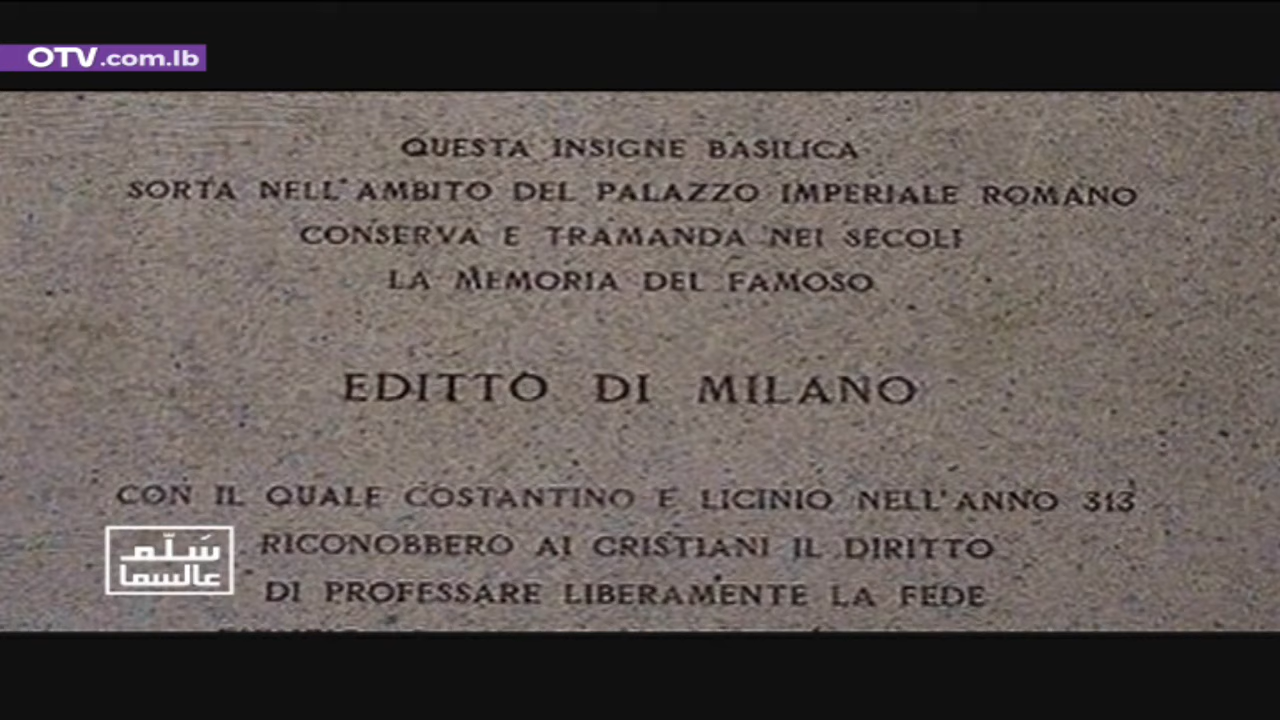 OTV.com.lb
QUESTA INSIGNE BASILICA
SORTA NELL'AMBITO DEL PALAZZO IMPERIALE ROMANO
CONSERVA E TRAMANDA NEI SECOLI
LA MEMORIA DEL FAMOSO
EDITTO DI MILANO
CON IL QUALE COSTANTINO E LICINIO NELL'ANNO 313
RICONOBBERO AI CRISTIANI IL DIRITTO
DI PROFESSARE LIBERAMENTE LA FEDE
سَلّم
عالسما